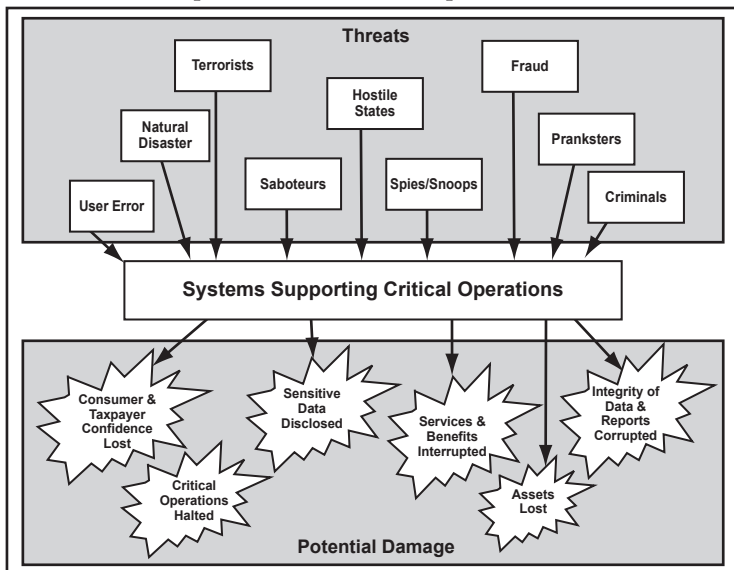 Threats
Terrorists
Fraud
Hostile
States
Natural
Disaster
Pranksters
Saboteurs
Spies/Snoops
User Error
Criminals
Systems Supporting Critical Operations
Consumer &
Taxpayer
Confidence
Lost
Sensitive
Data
Disclosed
Services &
Benefits
Interrupted
Integrity of
Data &
Reports
Corrupted
Critical
Operations
Halted
Assets
Lost
Potential Damage